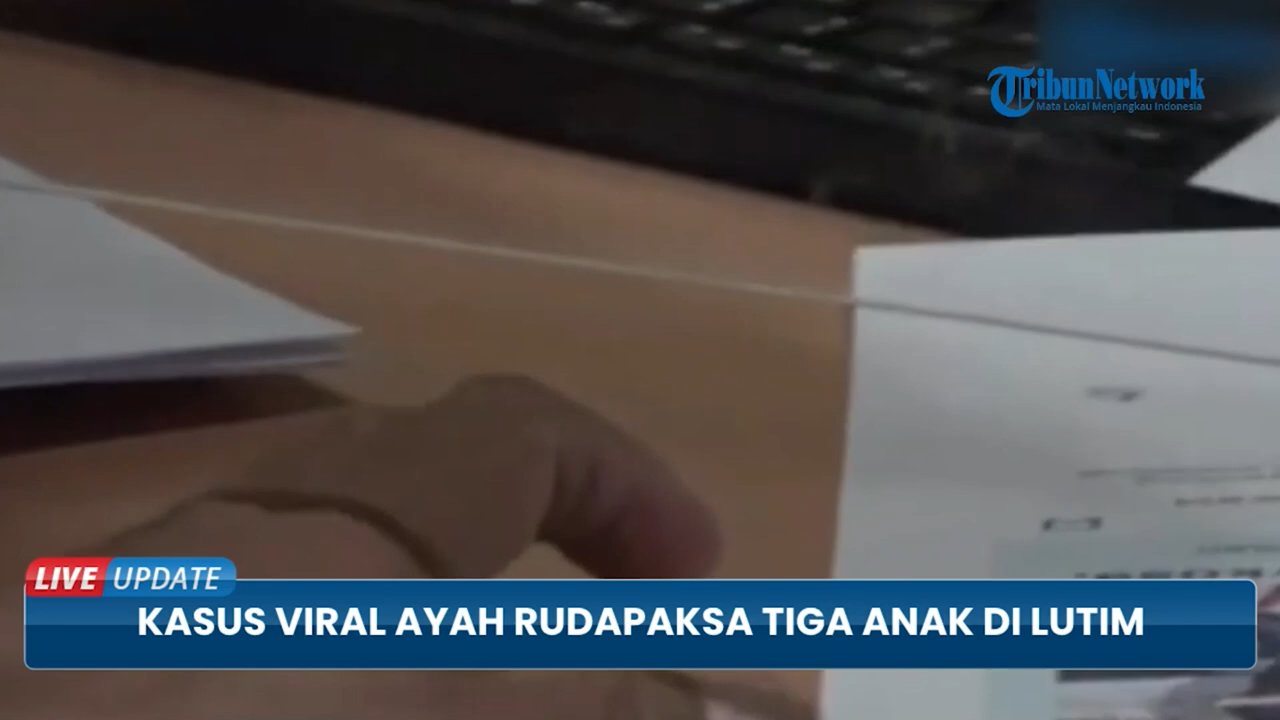 TribunNetwork
Mata Lokal Menjangkau Indonesia
LIVE UPDATE
KASUS VIRAL AYAH RUDAPAKSA TIGA ANAK DI LUTIM